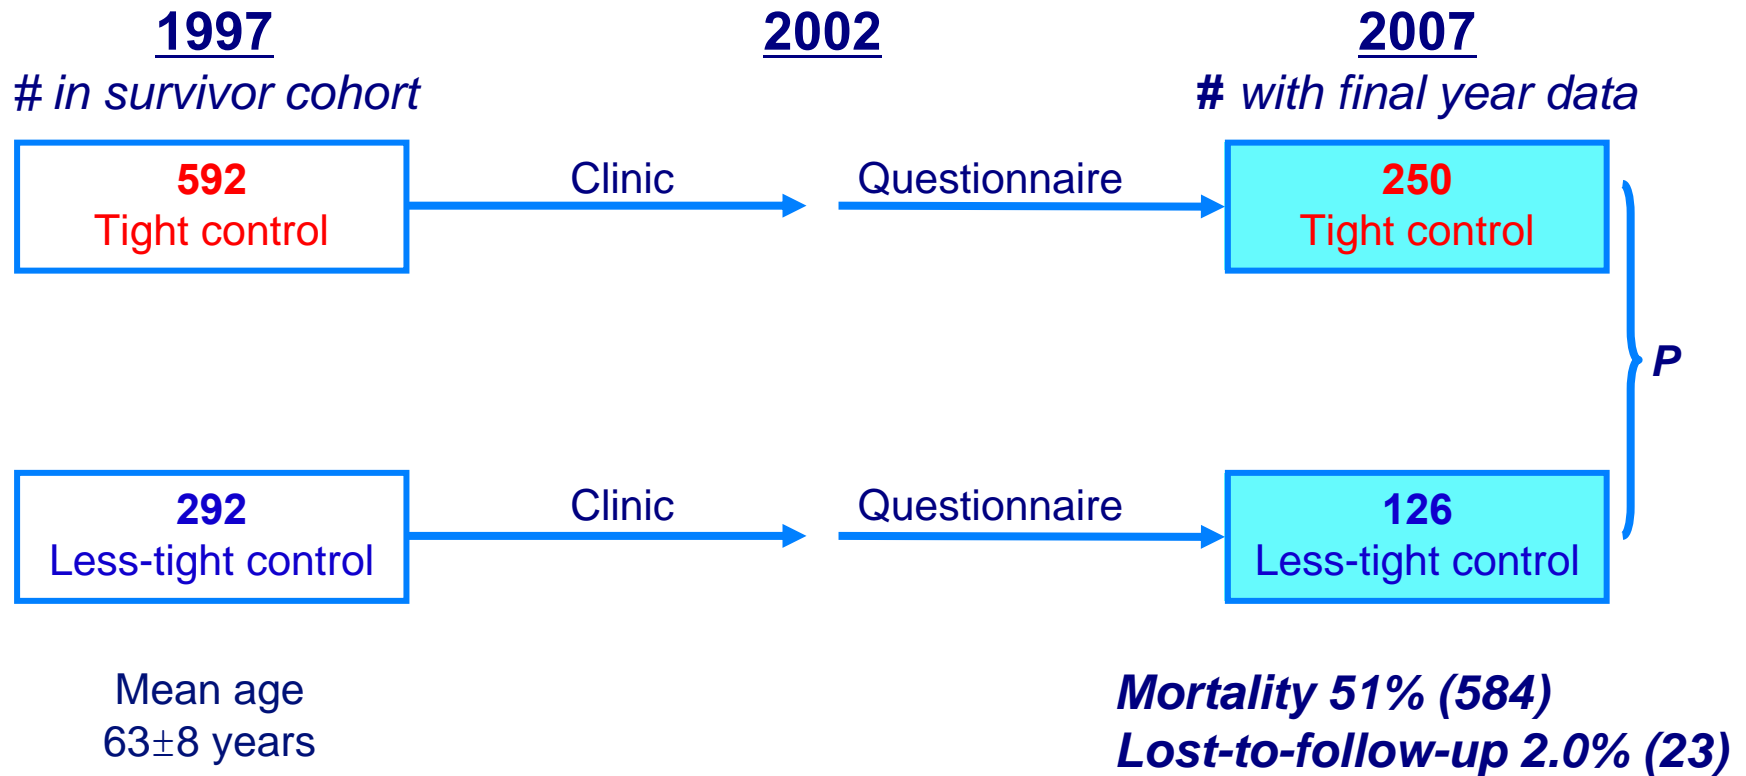 1997
2002
2007
# in survivor cohort
# with final year data
592
Tight control
Clinic
Questionnaire
250
Tight control
P
292
Less-tight control
Clinic
Questionnaire
126
Less-tight control
Mean age
63±8 years
Mortality 51% (584)
Lost-to-follow-up 2.0% (23)